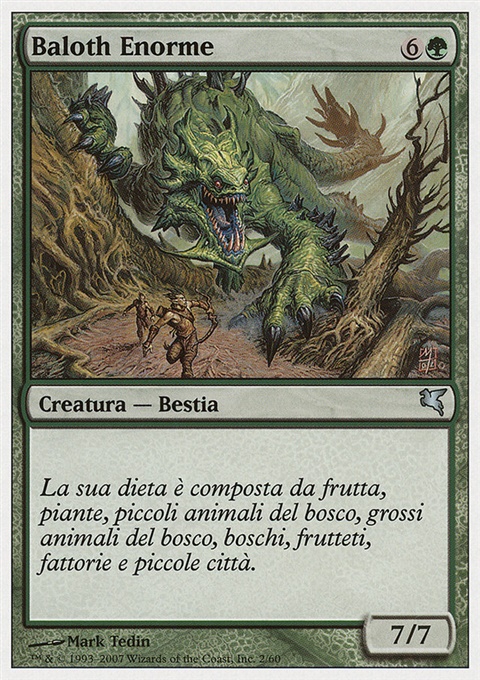 Baloth Enorme 6
Creatura — Bestia
La sua dieta è composta da frutta,
piante, piccoli animali del bosco, grossi
animali del bosco, boschi, frutteti,
fattorie e piccole città.
7/7
Mark Tedin
™ & © 1993–2007 Wizards of the Coast, Inc. 2/60